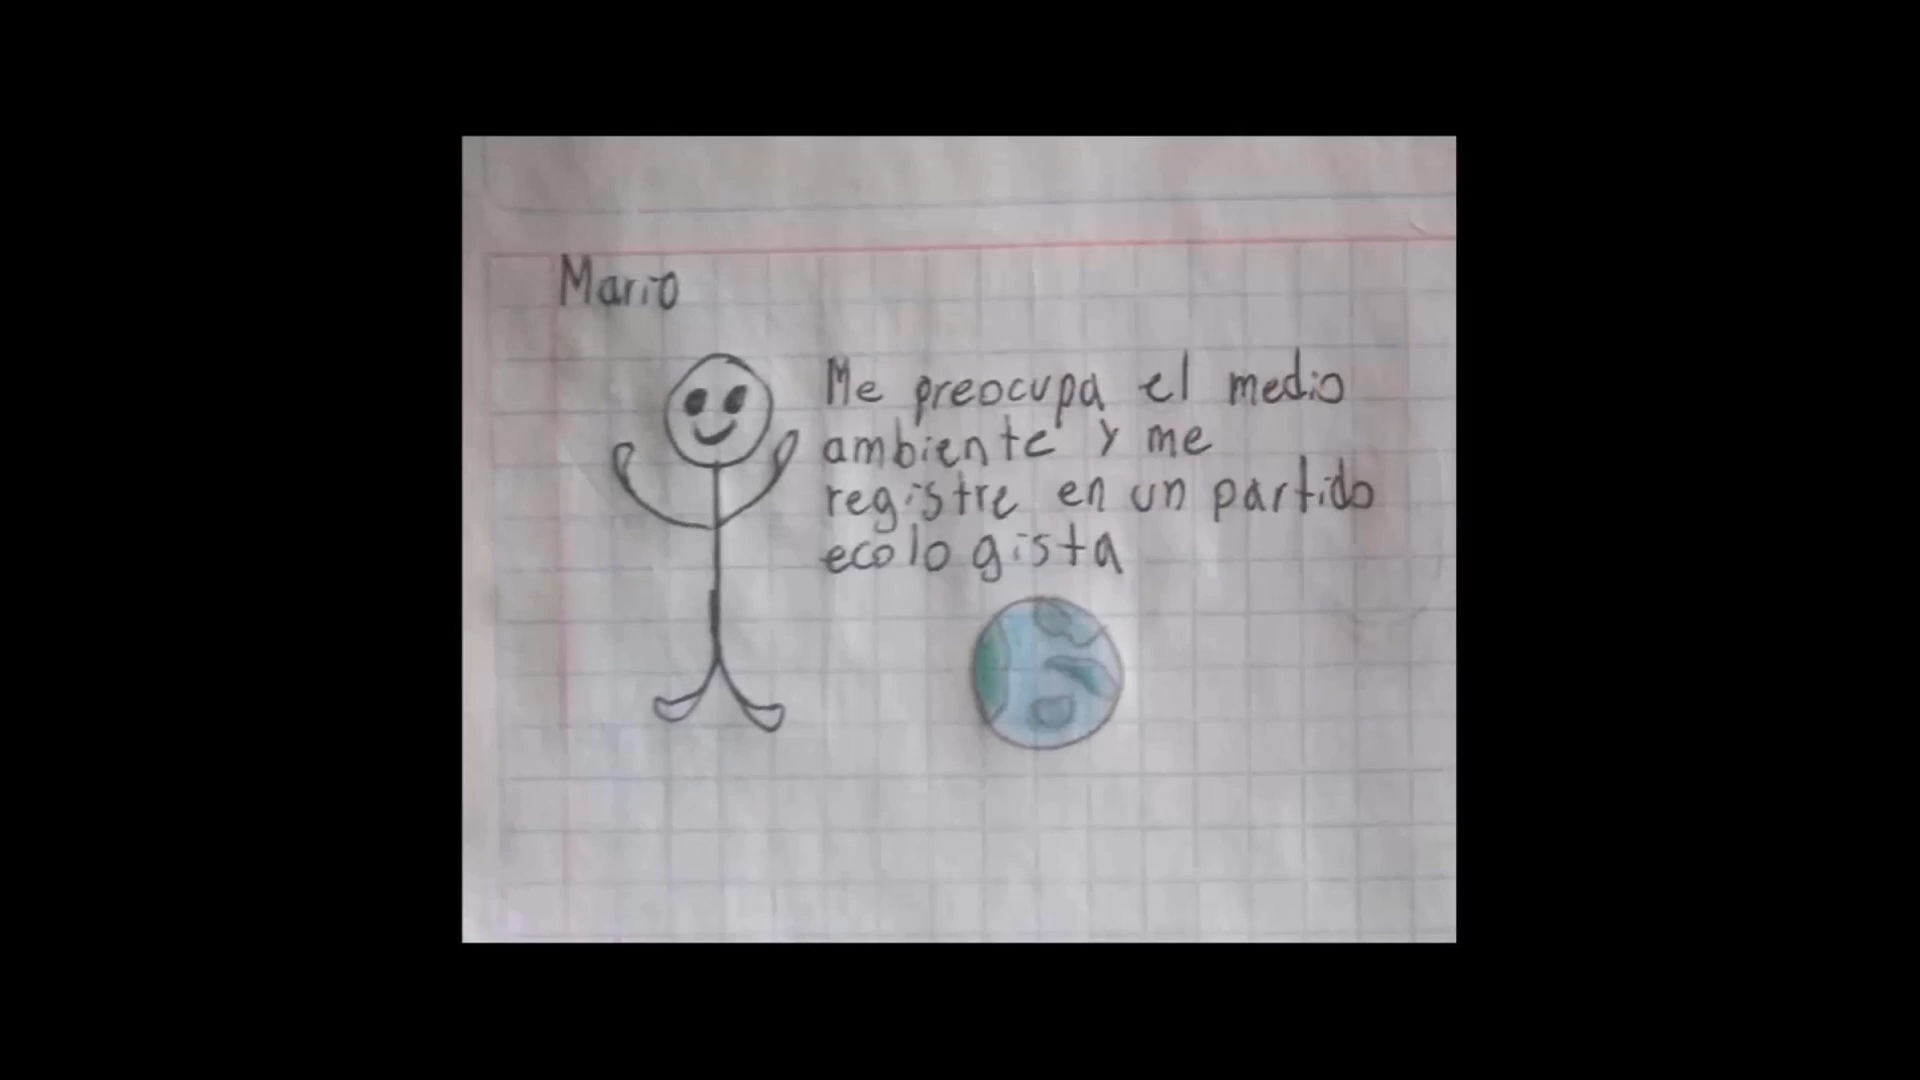 Mario
Me preocupa el medio
ambiente y me
registre en un partido
ecologista